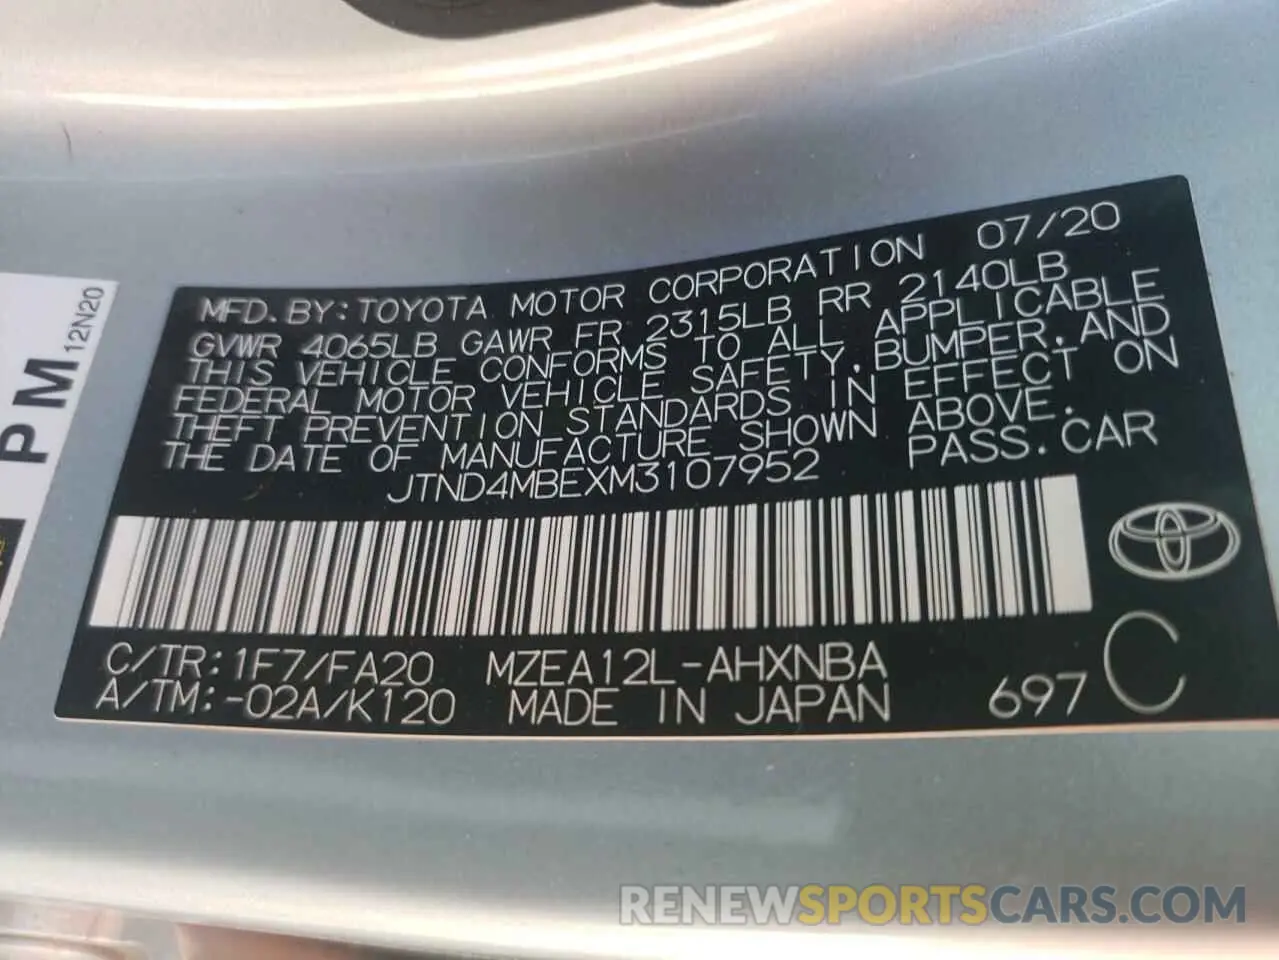 MFD. BY: TOYOTA MOTOR CORPORATION 07/20
GVWR 4065LB GAWR FR 2315LB RR 2140LB
THIS VEHICLE CONFORMS TO ALL APPLICABLE
FEDERAL MOTOR VEHICLE SAFETY, BUMPER, AND
THEFT PREVENTION STANDARDS IN EFFECT ON
THE DATE OF MANUFACTURE SHOWN ABOVE.
JTND4MBEXM3107952 PASS. CAR
C/TR: 1F7/FA20 MZEA12L-AHXNBA
A/TM: -02A/K120 MADE IN JAPAN 697 C
PM 12N20
RENEWSPORTSCARS.COM